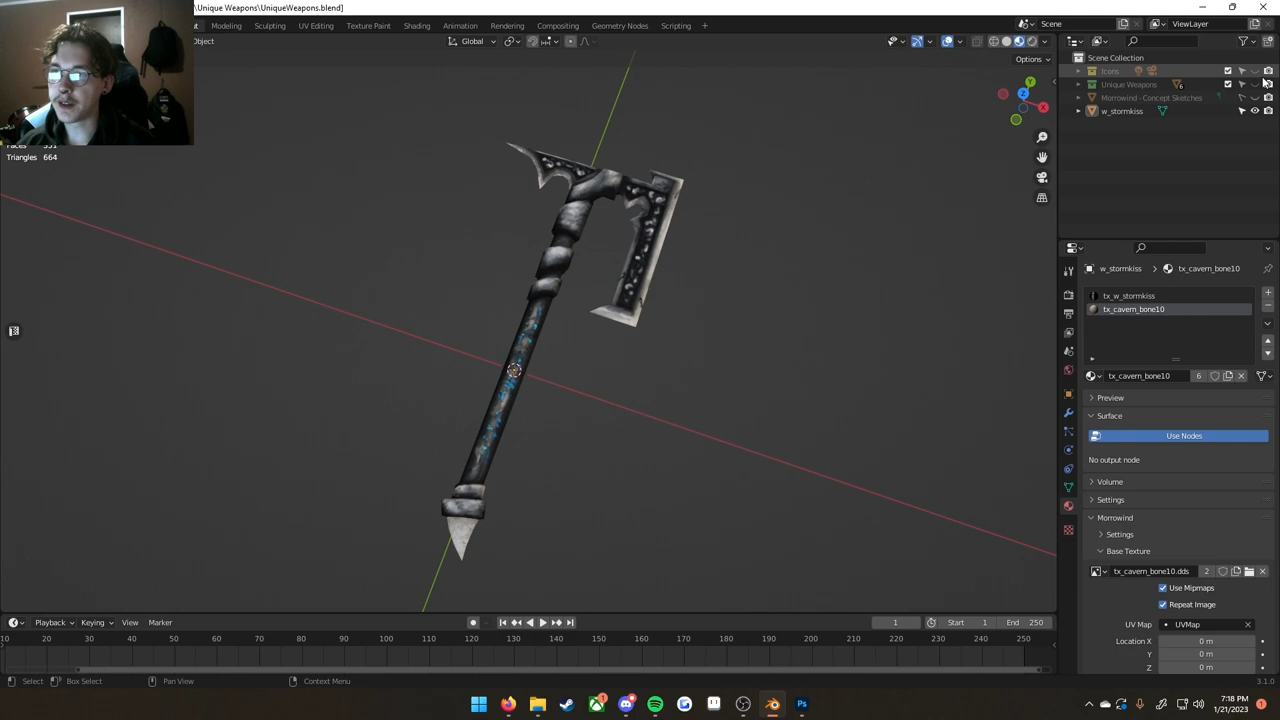 \Unique Weapons\UniqueWeapons.blend]
Modeling Sculpting UV Editing Texture Paint Shading Animation Rendering Compositing Geometry Nodes Scripting +
Scene ViewLayer
Object
Global
Options
Scene Collection
Icons
Unique Weapons 6
Morrowind - Concept Sketches
w_stormkiss
Triangles 664
X
Y
Z
w_stormkiss > tx_cavern_bone10
tx_w_stormkiss
tx_cavern_bone10
tx_cavern_bone10 6
Preview
Surface
Use Nodes
No output node
Volume
Settings
Morrowind
Settings
Base Texture
tx_cavern_bone10.dds 2
Use Mipmaps
Repeat Image
UV Map UVMap
Location X 0 m
Y 0 m
Z 0 m
Playback Keying View Marker
1 Start 1 End 250
10 20 30 40 50 60 70 80 90 100 110 120 130 140 150 160 170 180 190 200 210 220 230 240 250
Select Box Select Pan View Context Menu 3.1.0
7:18 PM
1/21/2023